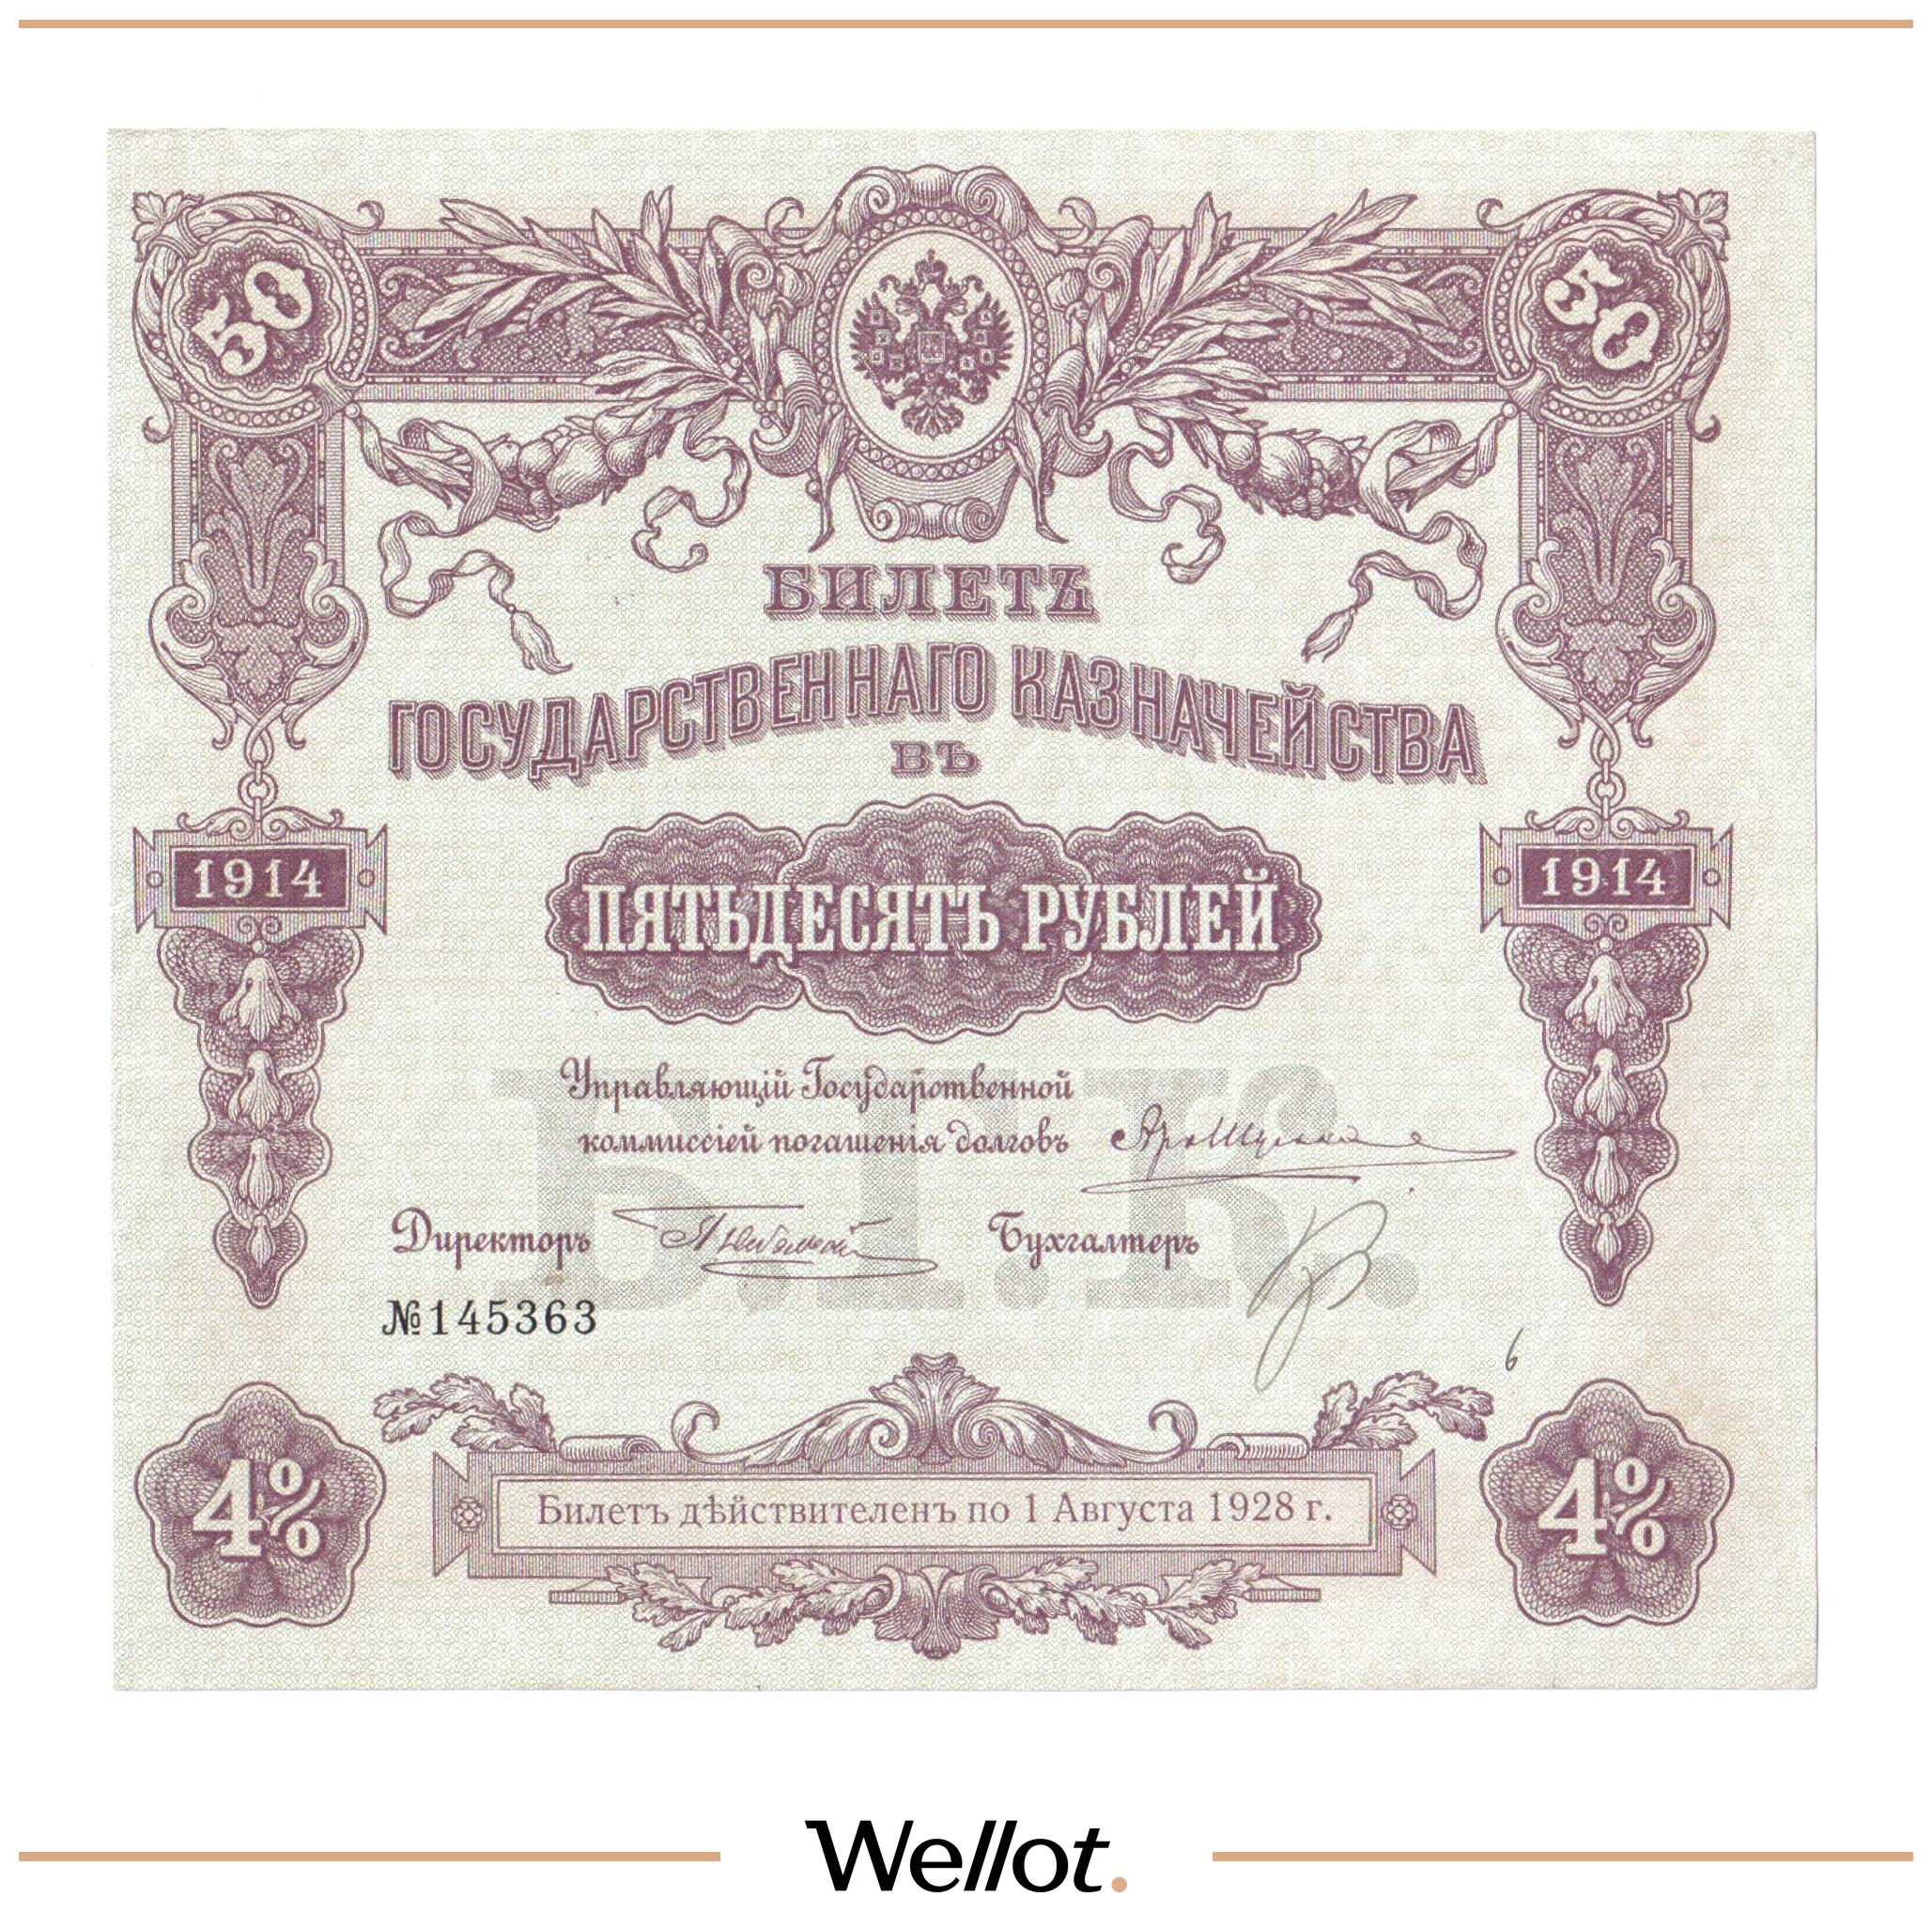 50 50
БИЛЕТЪ
ГОСУДАРСТВЕННАГО КАЗНАЧЕЙСТВА
ВЪ
1914 1914
ПЯТЬДЕСЯТЪ РУБЛЕЙ
Управляющій Государственной
коммиссіей погашенія долговъ
Директоръ Бухгалтеръ
№145363
6
4% 4%
Билетъ дѣйствителенъ по 1 Августа 1928 г.
Wellot.